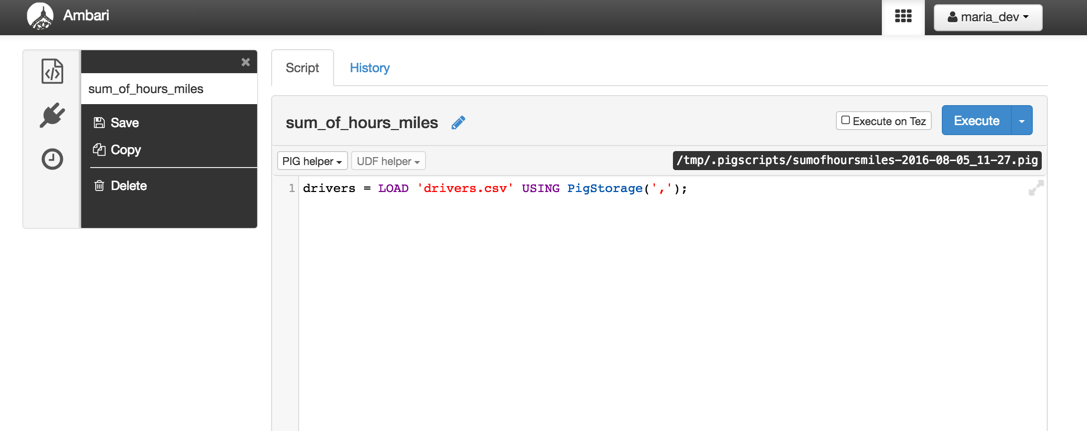 Ambari
maria_dev
sum_of_hours_miles
Save
Copy
Delete
Script History
sum_of_hours_miles
Execute on Tez
Execute
PIG helper
UDF helper
/tmp/.pigscripts/sumofhoursmiles-2016-08-05_11-27.pig
1 drivers = LOAD 'drivers.csv' USING PigStorage(',');